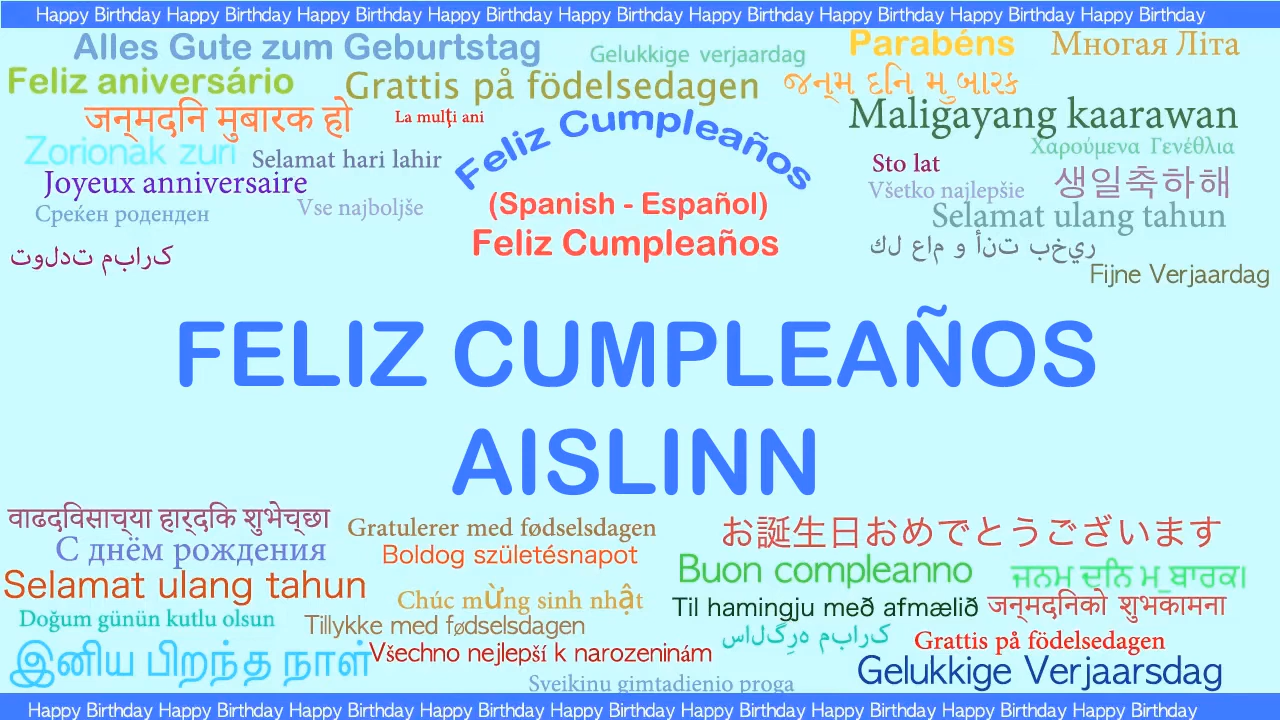 Happy Birthday Happy Birthday Happy Birthday Happy Birthday Happy Birthday Happy Birthday Happy Birthday Happy Birthday Happy Birthday
Alles Gute zum Geburtstag
Gelukkige verjaardag
Parabéns
Многая Літа
Feliz aniversário
Grattis på födelsedagen
જન્મ દિન મુબારક
जन्मदिन मुबारक हो
La mulți ani
Feliz Cumpleaños
Maligayang kaarawan
Zorionak zuri
Selamat hari lahir
Χαρούμενα Γενέθλια
Sto lat
Joyeux anniversaire
(Spanish - Español)
Všetko najlepšie
생일축하해
Среќен роденден
Vse najboljše
Feliz Cumpleaños
Selamat ulang tahun
تولدت مبارک
كل عام و أنت بخير
Fijne Verjaardag
FELIZ CUMPLEAÑOS
AISLINN
वाढदिवसाच्या हार्दिक शुभेच्छा
Gratulerer med fødselsdagen
お誕生日おめでとうございます
С днём рождения
Boldog születésnapot
Selamat ulang tahun
Buon compleanno
ਜਨਮ ਦਿਨ ਮੁਬਾਰਕ।
Chúc mừng sinh nhật
Til hamingju með afmælið
जन्मदिनको शुभकामना
Doğum günün kutlu olsun
Tillykke med fødselsdagen
سالگرِہ مبارک
Grattis på födelsedagen
இனிய பிறந்த நாள்
Všechno nejlepší k narozeninám
Gelukkige Verjaarsdag
Sveikinu gimtadienio proga
Happy Birthday Happy Birthday Happy Birthday Happy Birthday Happy Birthday Happy Birthday Happy Birthday Happy Birthday Happy Birthday